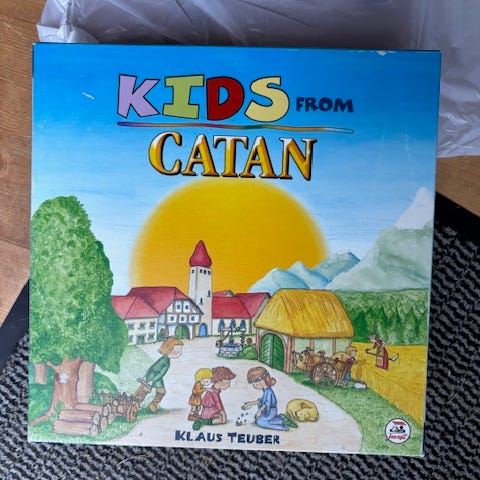 KIDS FROM
CATAN
KLAUS TEUBER